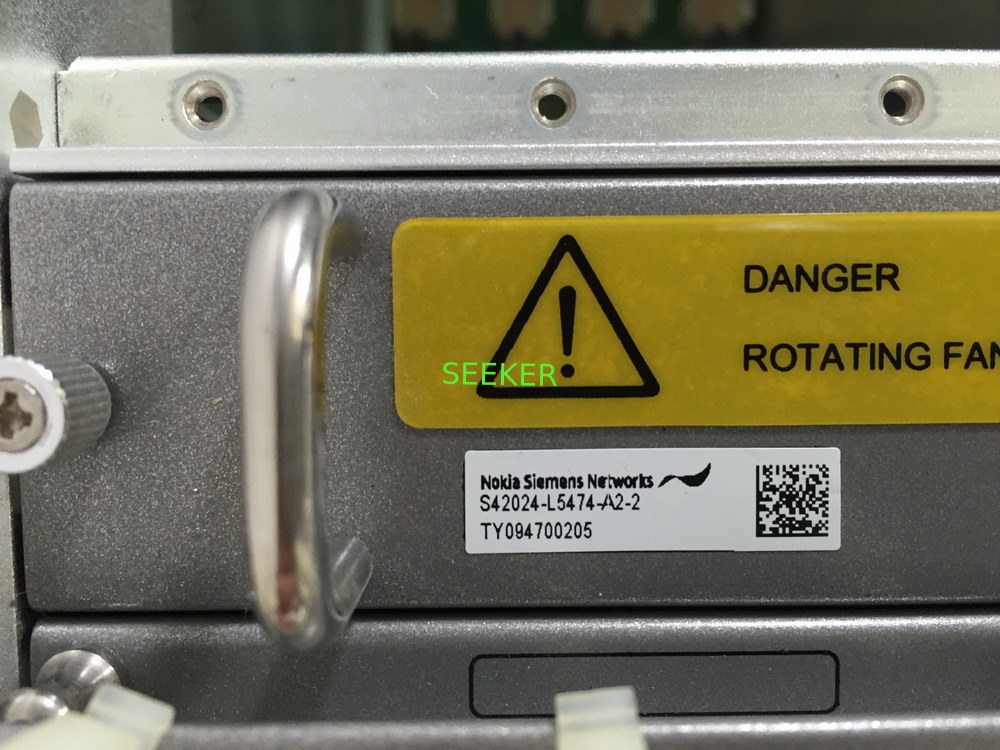 DANGER
ROTATING FAN
SEEKER
Nokia Siemens Networks
S42024-L5474-A2-2
TY094700205